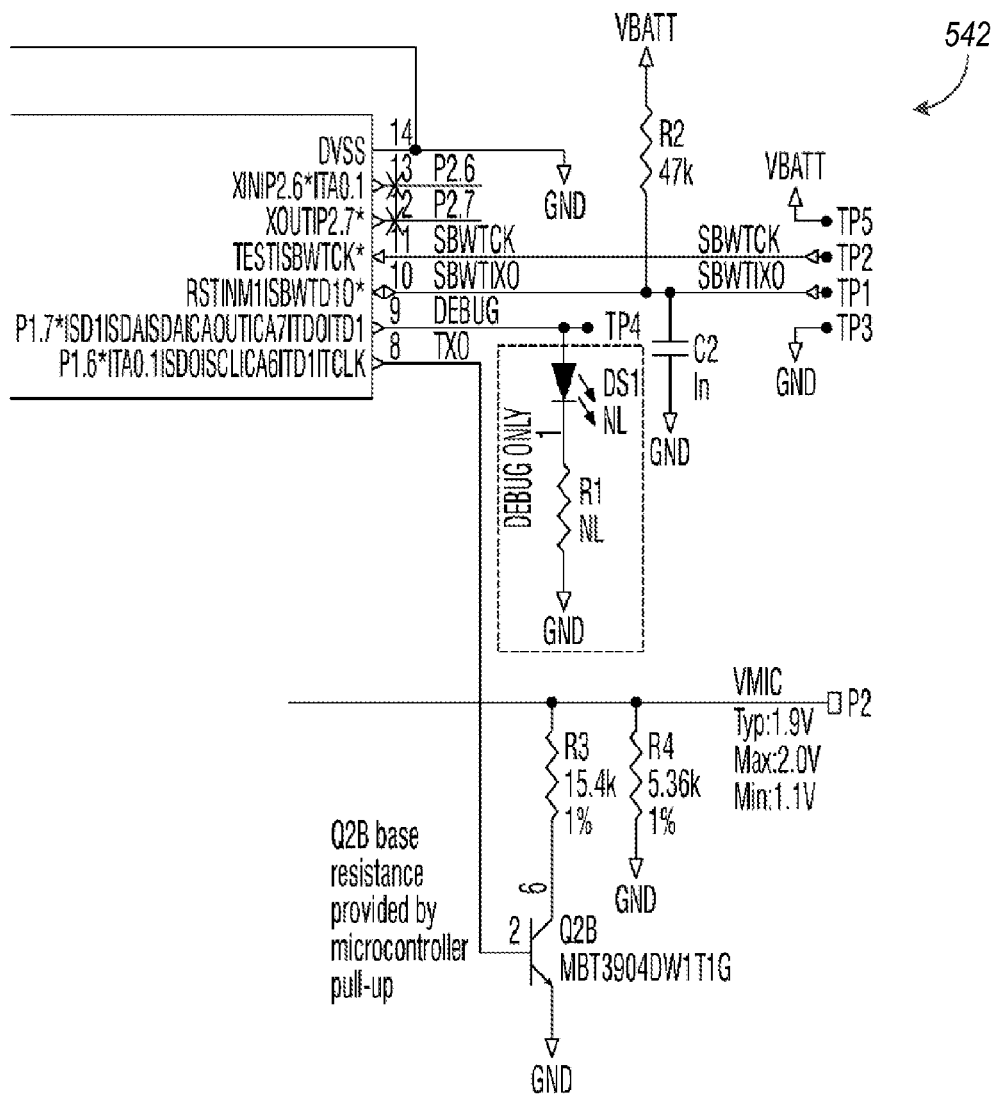 542
VBATT
R2
47k
VBATT
TP5
DVSS
14
GND
XINIP2.6*ITA0.1
13
P2.6
XOUTIP2.7*
12
P2.7
TESTISBWTCK*
11
SBWTCK
SBWTCK
TP2
RSTINM1ISBWTD10*
10
SBWTIXO
SBWTIXO
TP1
P1.7*ISD1ISDAISDAICAOUTICA7ITDOITD1
9
DEBUG
TP4
TP3
P1.6*ITA0.1ISDOISCLICA6ITD1ITCLK
8
TXO
C2
In
GND
GND
DEBUG ONLY
DS1
NL
1
R1
NL
GND
VMIC
P2
Typ:1.9V
Max:2.0V
Min:1.1V
R3
15.4k
1%
R4
5.36k
1%
GND
Q2B base
resistance
provided by
microcontroller
pull-up
6
2
Q2B
MBT3904DW1T1G
GND